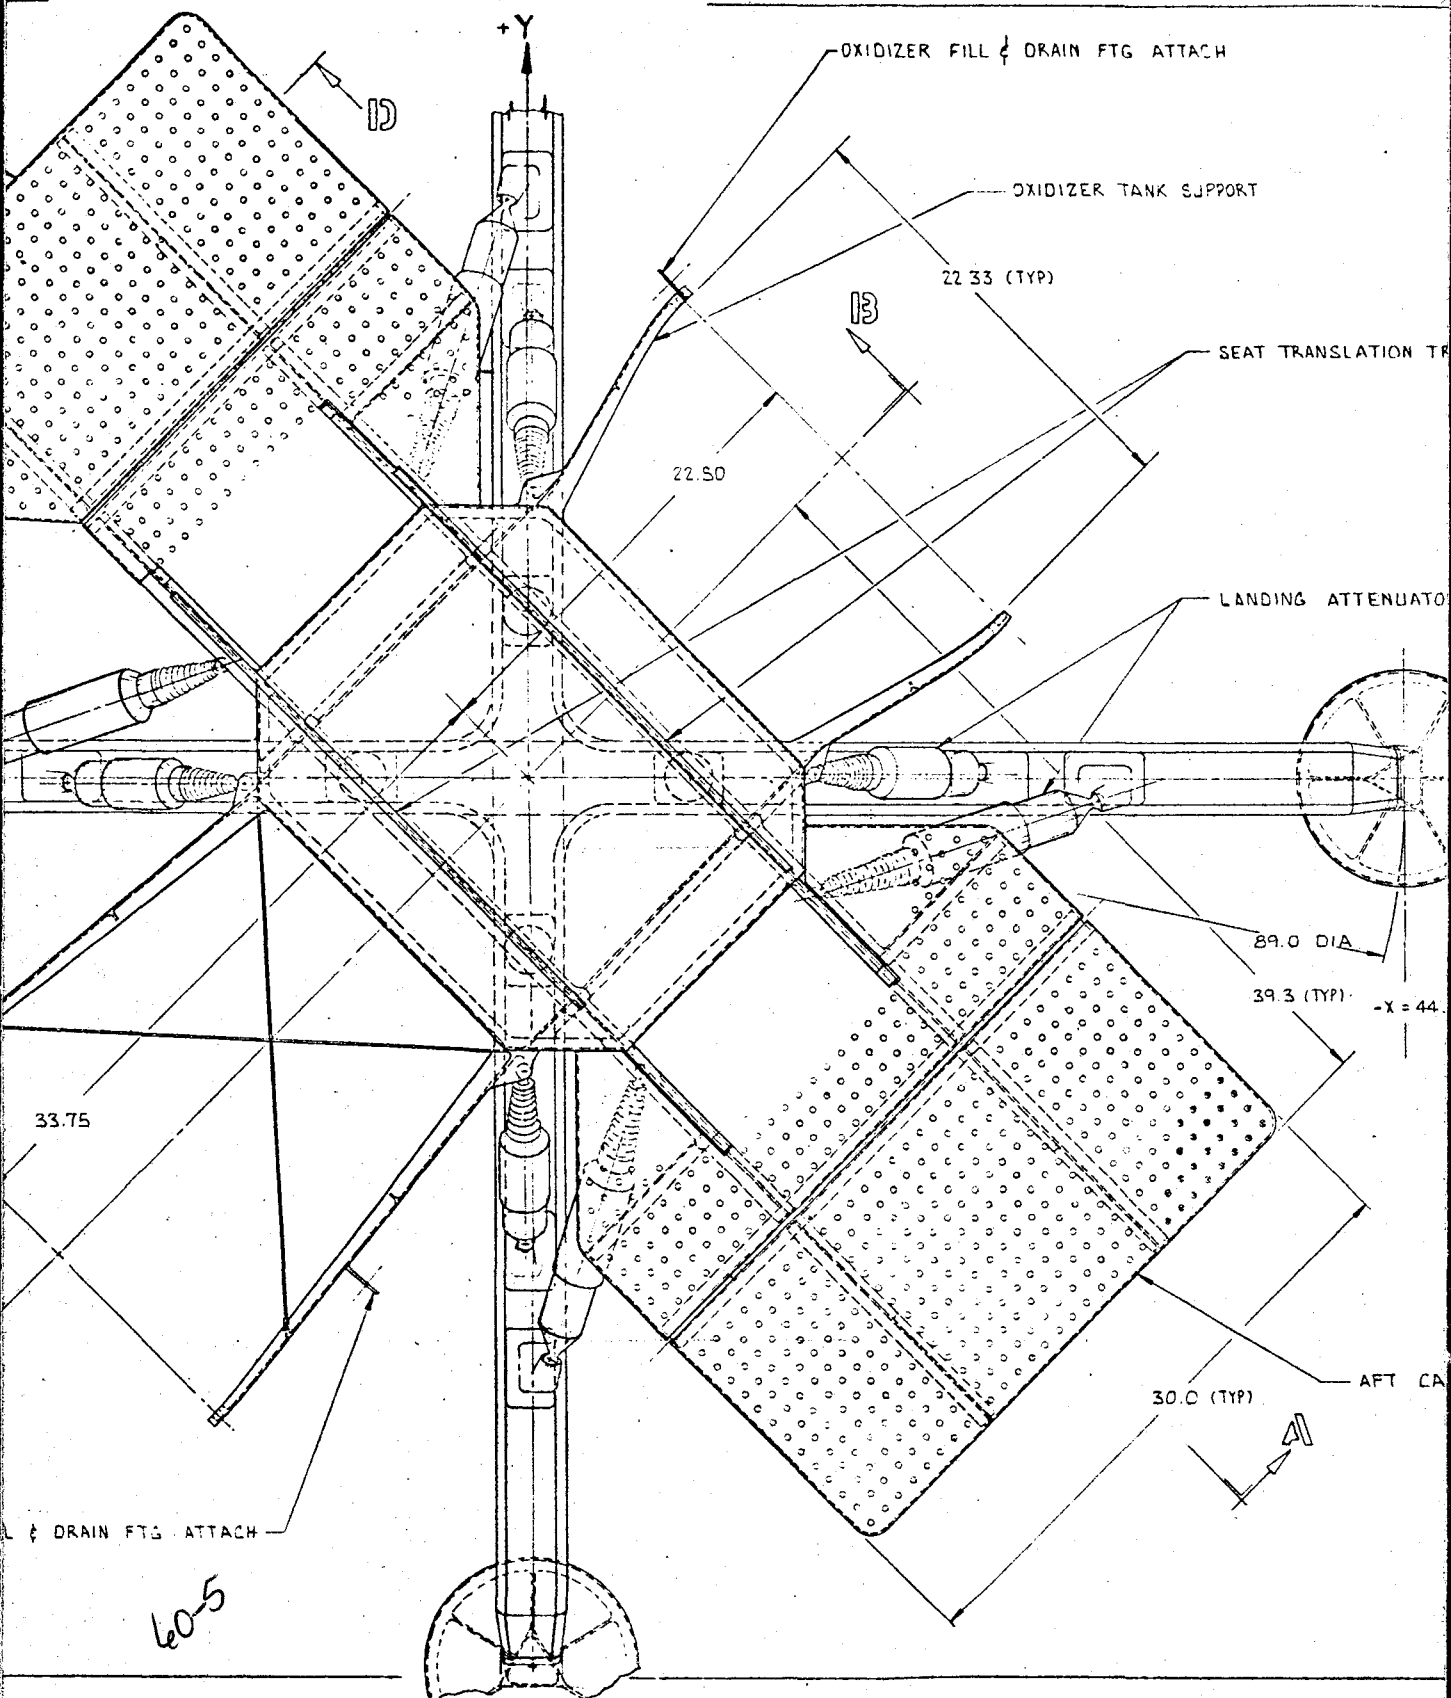 +Y
OXIDIZER FILL & DRAIN FTG ATTACH
D
OXIDIZER TANK SUPPORT
22 33 (TYP)
B
SEAT TRANSLATION TR
22.50
LANDING ATTENUATO
89.0 DIA
39.3 (TYP)
-X = 44.
33.75
AFT CA
30.0 (TYP)
A
L & DRAIN FTG ATTACH
60-5